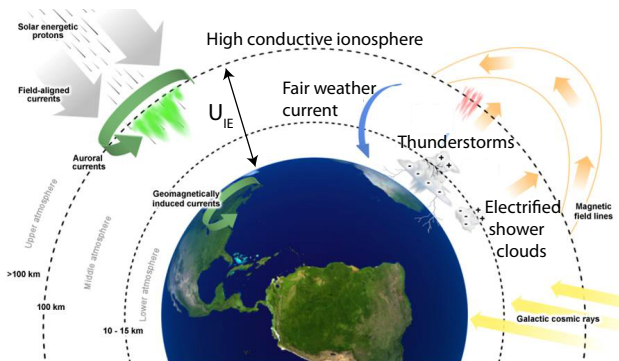 Solar energetic
protons
High conductive ionosphere
Field-aligned
currents
Fair weather
current
U_IE
Thunderstorms
Auroral
currents
Geomagnetically
induced currents
Electrified
shower
clouds
Magnetic
field lines
Upper atmosphere
Middle atmosphere
Lower atmosphere
>100 km
100 km
10 - 15 km
Galactic cosmic rays